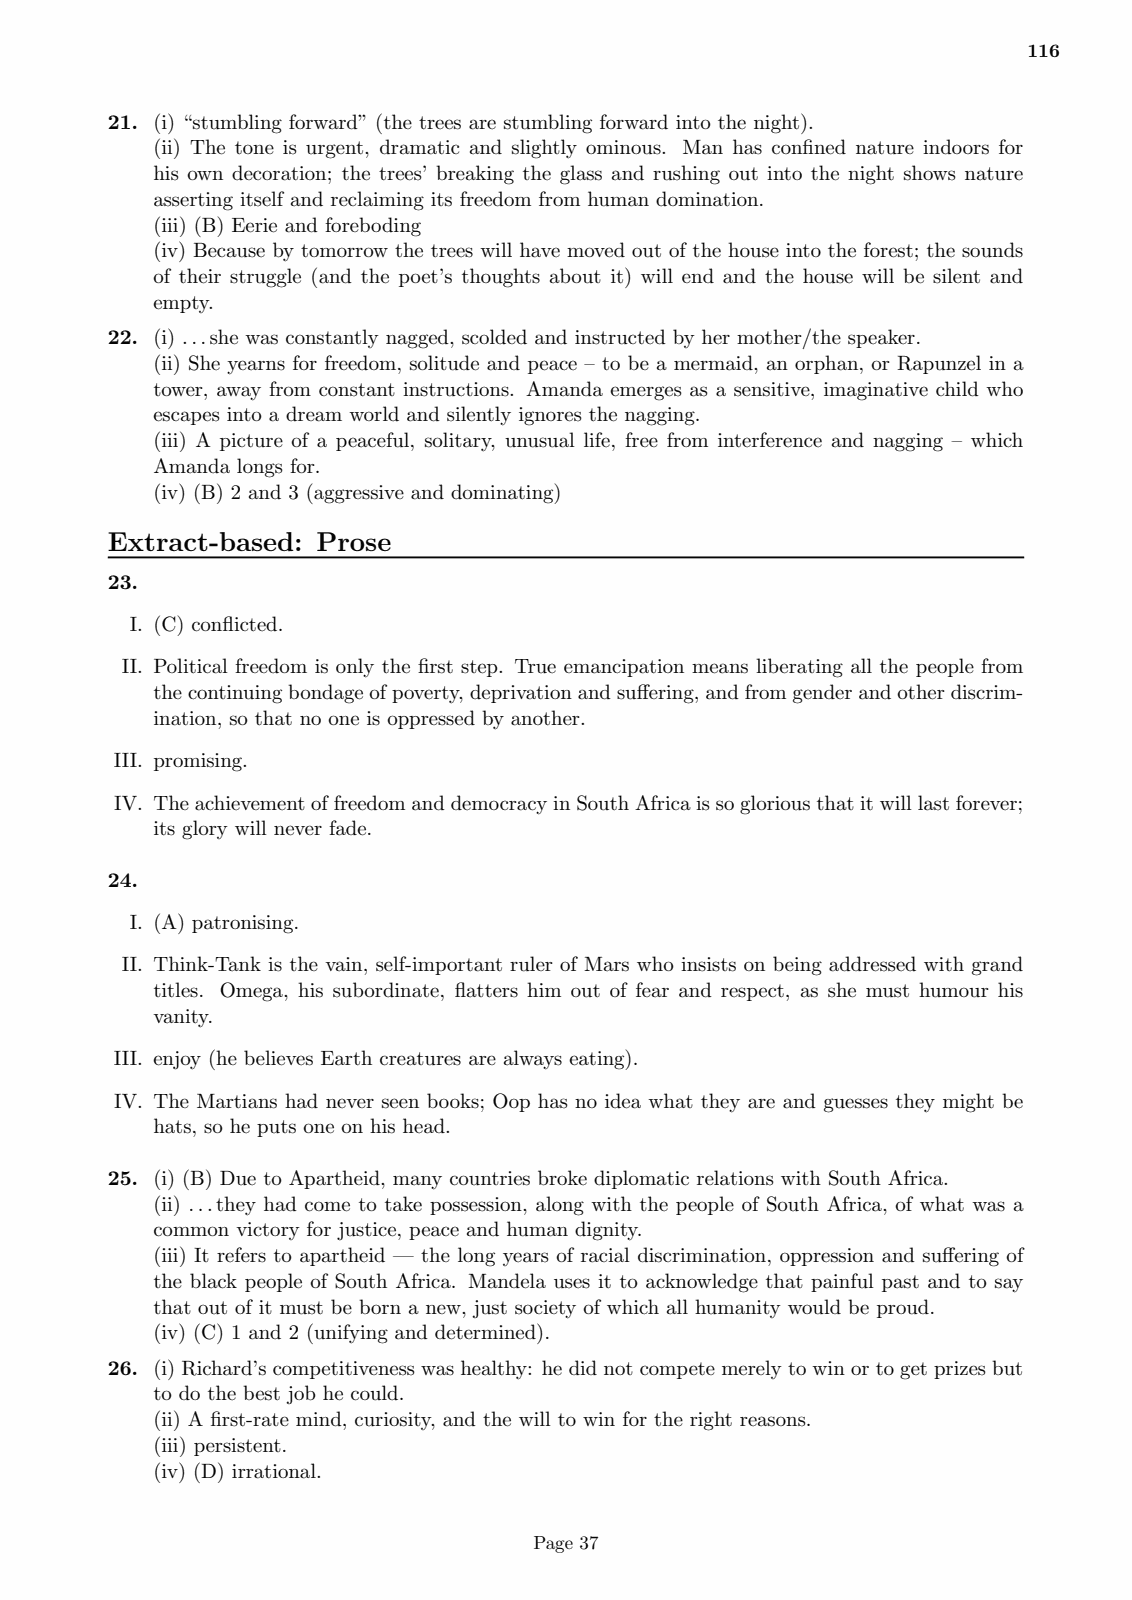 116
21. (i) “stumbling forward” (the trees are stumbling forward into the night).
(ii) The tone is urgent, dramatic and slightly ominous. Man has confined nature indoors for
his own decoration; the trees’ breaking the glass and rushing out into the night shows nature
asserting itself and reclaiming its freedom from human domination.
(iii) (B) Eerie and foreboding
(iv) Because by tomorrow the trees will have moved out of the house into the forest; the sounds
of their struggle (and the poet’s thoughts about it) will end and the house will be silent and
empty.
22. (i) ...she was constantly nagged, scolded and instructed by her mother/the speaker.
(ii) She yearns for freedom, solitude and peace – to be a mermaid, an orphan, or Rapunzel in a
tower, away from constant instructions. Amanda emerges as a sensitive, imaginative child who
escapes into a dream world and silently ignores the nagging.
(iii) A picture of a peaceful, solitary, unusual life, free from interference and nagging – which
Amanda longs for.
(iv) (B) 2 and 3 (aggressive and dominating)
Extract-based: Prose
23.
I. (C) conflicted.
II. Political freedom is only the first step. True emancipation means liberating all the people from
the continuing bondage of poverty, deprivation and suffering, and from gender and other discrim-
ination, so that no one is oppressed by another.
III. promising.
IV. The achievement of freedom and democracy in South Africa is so glorious that it will last forever;
its glory will never fade.
24.
I. (A) patronising.
II. Think-Tank is the vain, self-important ruler of Mars who insists on being addressed with grand
titles. Omega, his subordinate, flatters him out of fear and respect, as she must humour his
vanity.
III. enjoy (he believes Earth creatures are always eating).
IV. The Martians had never seen books; Oop has no idea what they are and guesses they might be
hats, so he puts one on his head.
25. (i) (B) Due to Apartheid, many countries broke diplomatic relations with South Africa.
(ii) ...they had come to take possession, along with the people of South Africa, of what was a
common victory for justice, peace and human dignity.
(iii) It refers to apartheid — the long years of racial discrimination, oppression and suffering of
the black people of South Africa. Mandela uses it to acknowledge that painful past and to say
that out of it must be born a new, just society of which all humanity would be proud.
(iv) (C) 1 and 2 (unifying and determined).
26. (i) Richard’s competitiveness was healthy: he did not compete merely to win or to get prizes but
to do the best job he could.
(ii) A first-rate mind, curiosity, and the will to win for the right reasons.
(iii) persistent.
(iv) (D) irrational.
Page 37